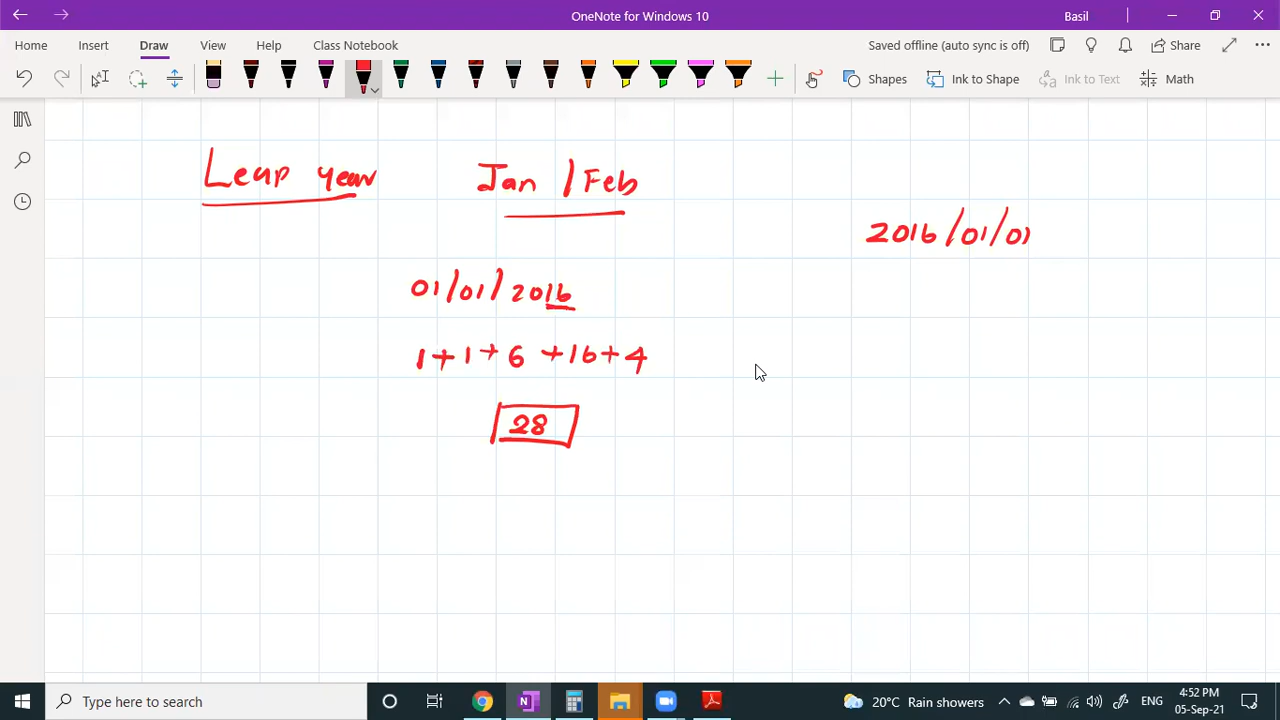 OneNote for Windows 10
Basil
Home Insert Draw View Help Class Notebook
Saved offline (auto sync is off)
Share
Shapes
Ink to Shape
Ink to Text
Math
Leap year
Jan / Feb
2016/01/01
01/01/2016
1+1+6+16+4
28
Type here to search
20°C Rain showers
ENG
4:52 PM
05-Sep-21